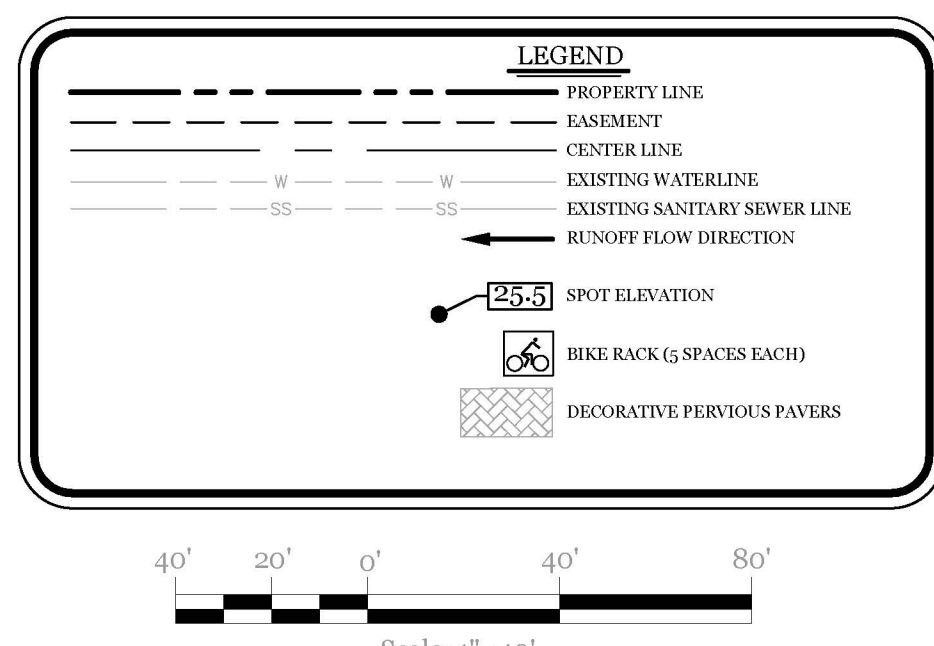 LEGEND
PROPERTY LINE
EASEMENT
CENTER LINE
W W EXISTING WATERLINE
SS SS EXISTING SANITARY SEWER LINE
RUNOFF FLOW DIRECTION
25.5 SPOT ELEVATION
BIKE RACK (5 SPACES EACH)
DECORATIVE PERVIOUS PAVERS
40' 20' 0' 40' 80'